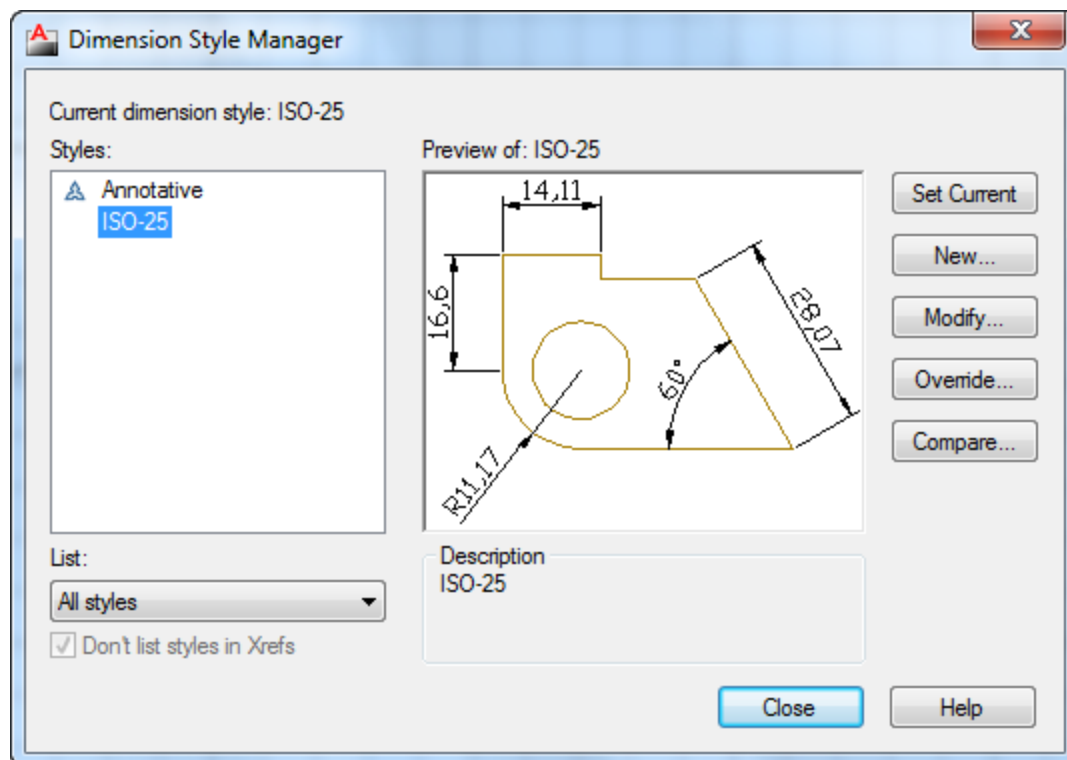 Dimension Style Manager
Current dimension style: ISO-25
Styles:
Annotative
ISO-25
List:
All styles
Don't list styles in Xrefs
Preview of: ISO-25
14,11
16,6
28,07
60°
R11,17
Description
ISO-25
Set Current
New...
Modify...
Override...
Compare...
Close
Help